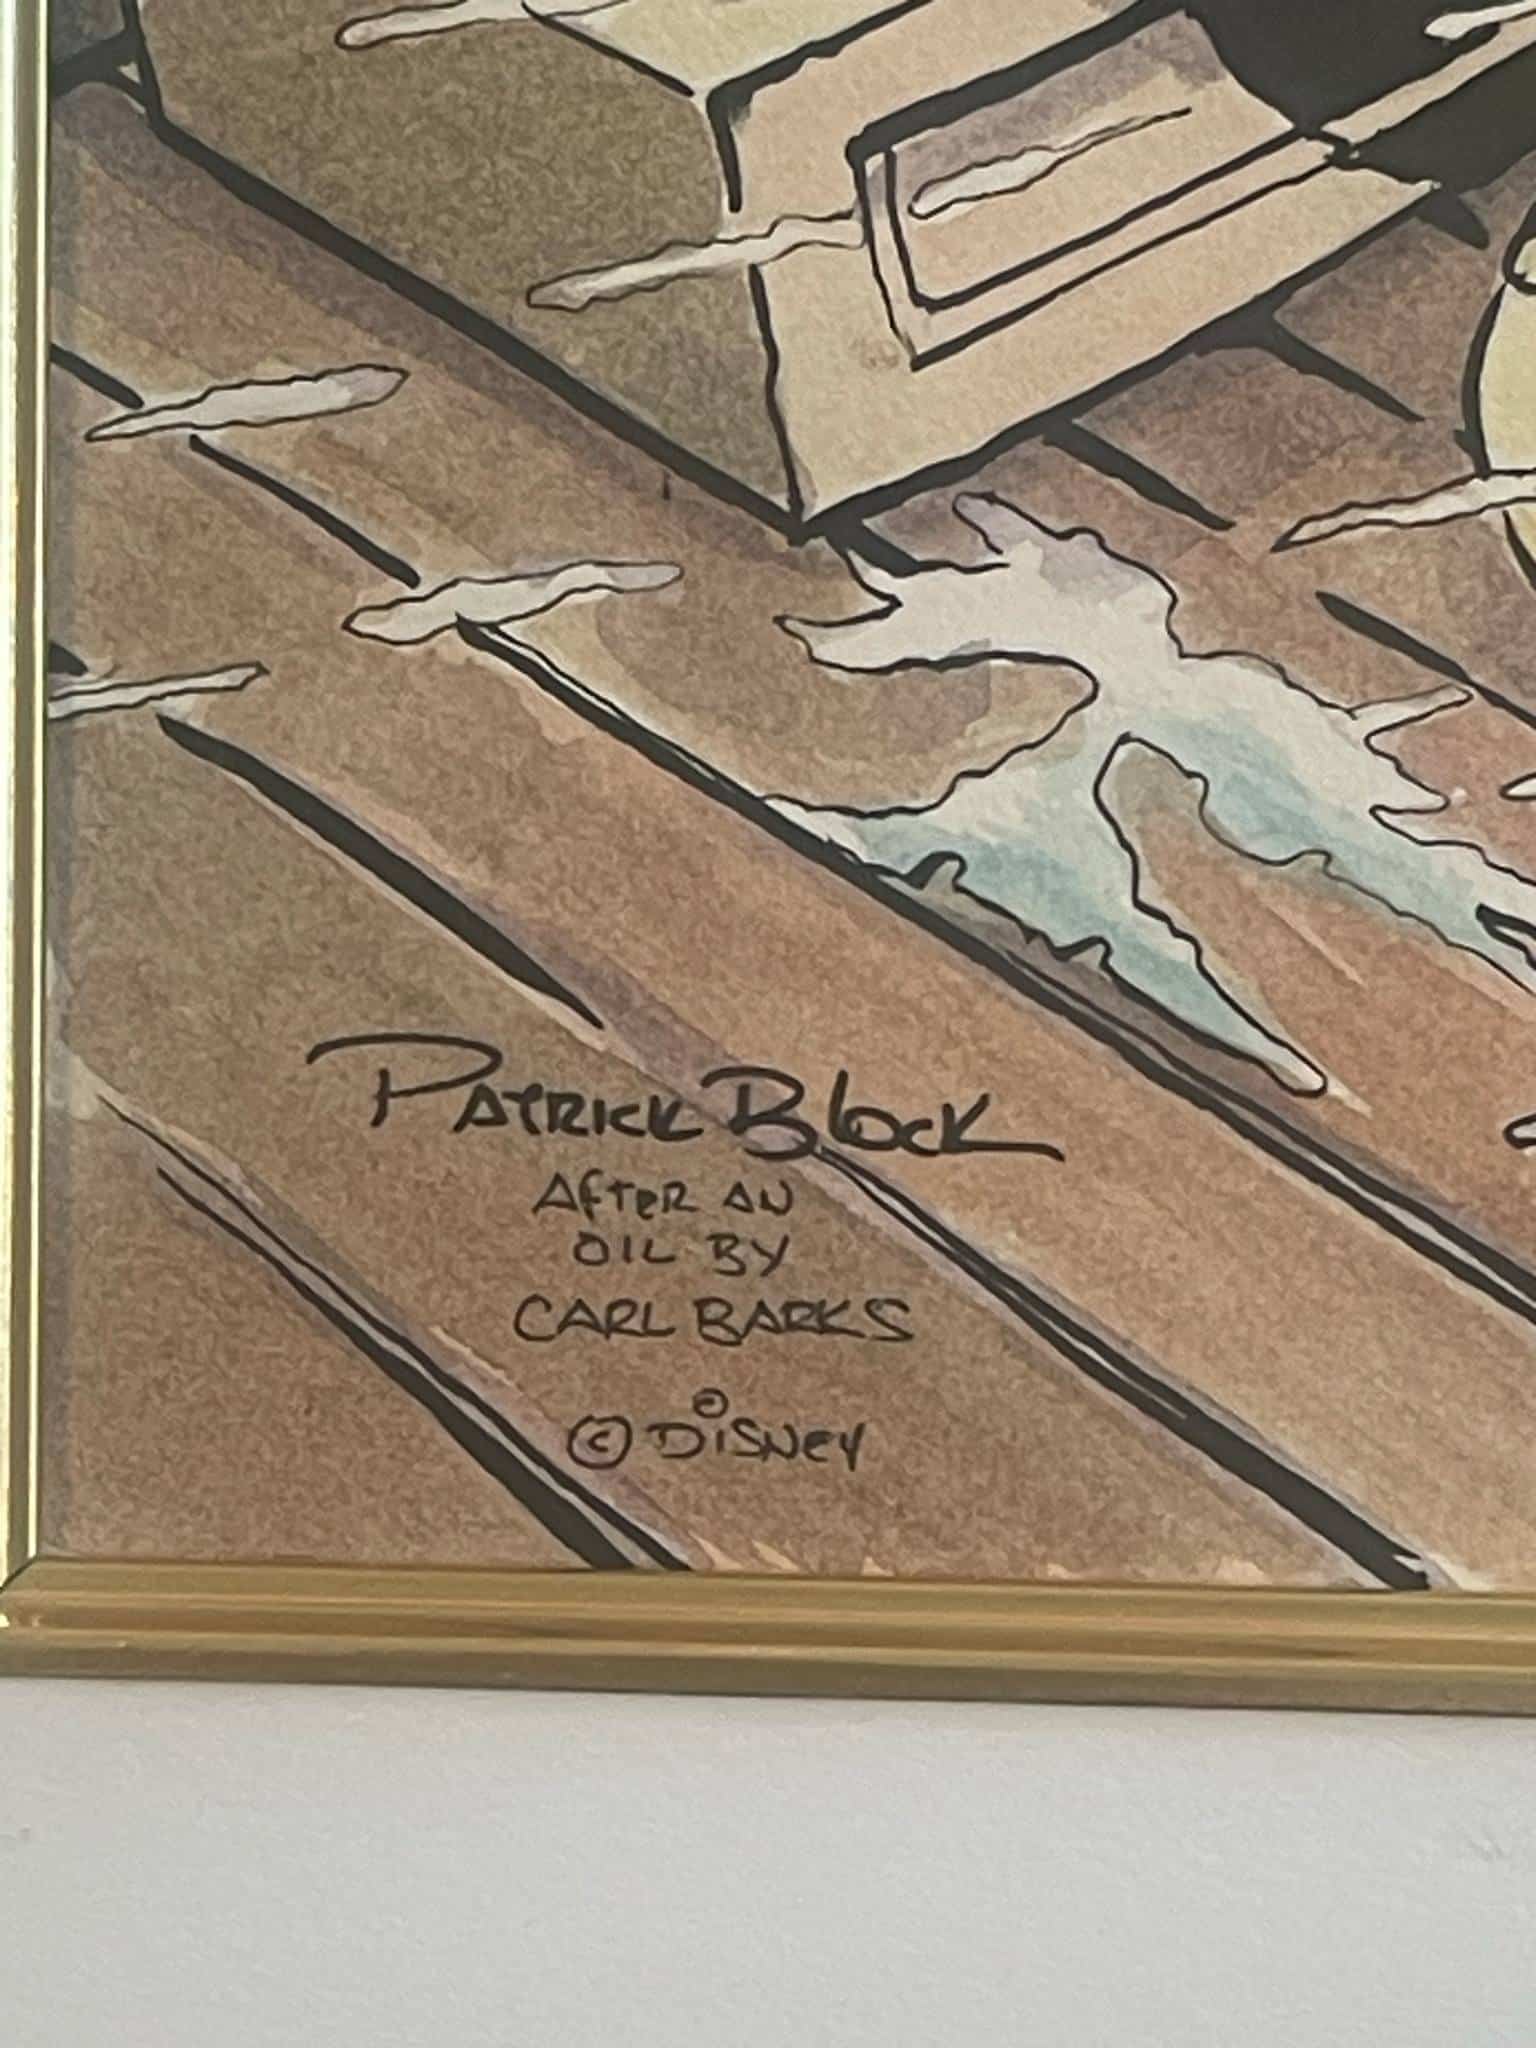 Patrick Block
After an
oil by
Carl Barks
© Disney